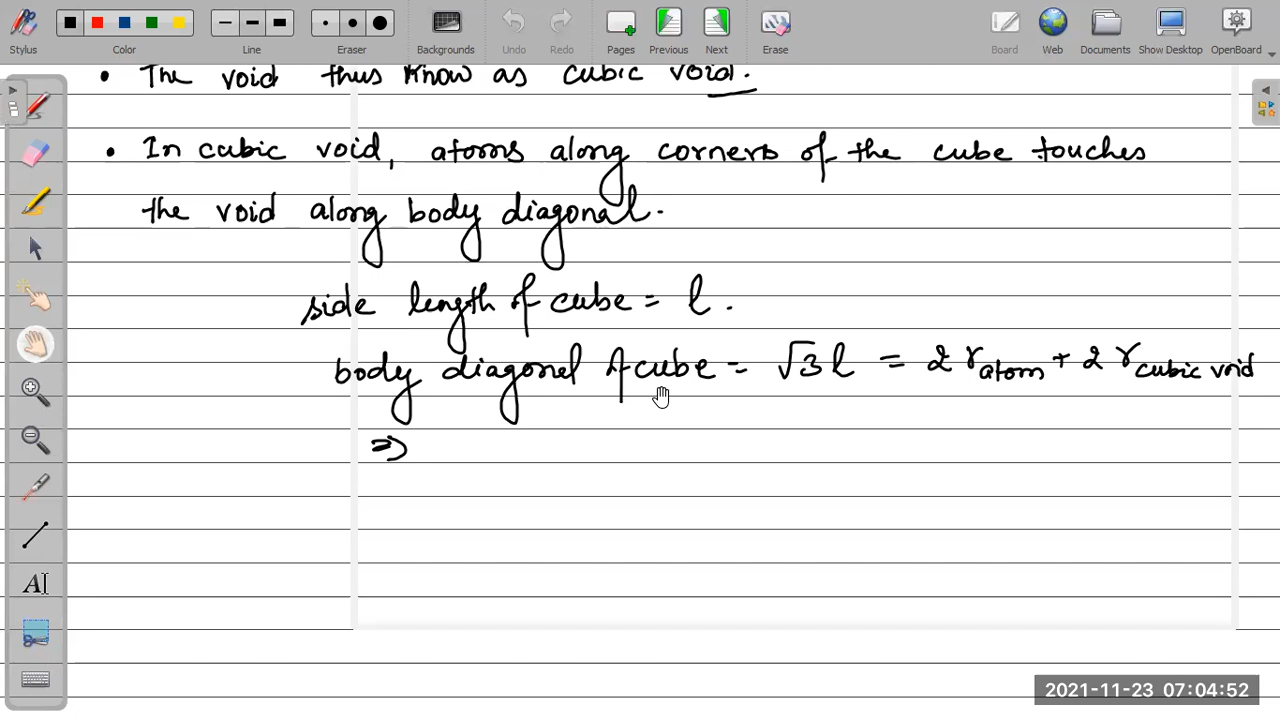 Stylus Color Line Eraser Backgrounds Undo Redo Pages Previous Next Erase Board Web Documents Show Desktop OpenBoard
• The void thus know as cubic void.
• In cubic void, atoms along corners of the cube touches
the void along body diagonal.
side length of cube = l.
body diagonal of cube = √3 l = 2 r atom + 2 r cubic void
⇒
AI
2021-11-23 07:04:52